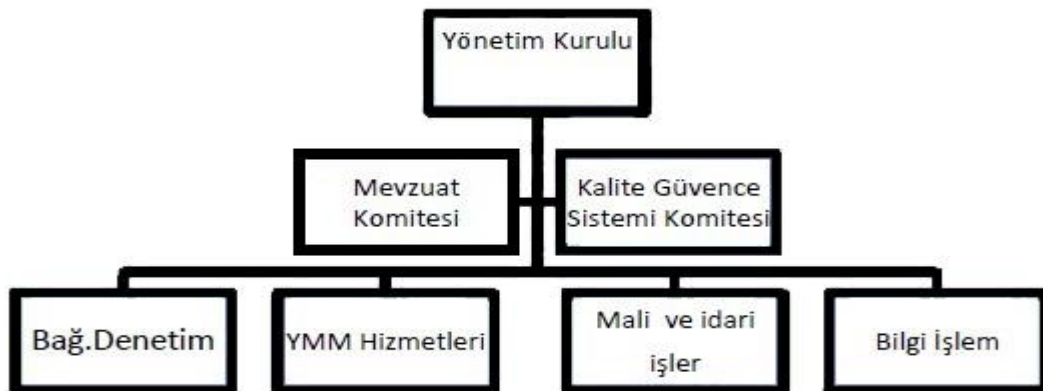 Yönetim Kurulu
Mevzuat
Komitesi
Kalite Güvence
Sistemi Komitesi
Bağ.Denetim
YMM Hizmetleri
Mali ve idari
işler
Bilgi İşlem